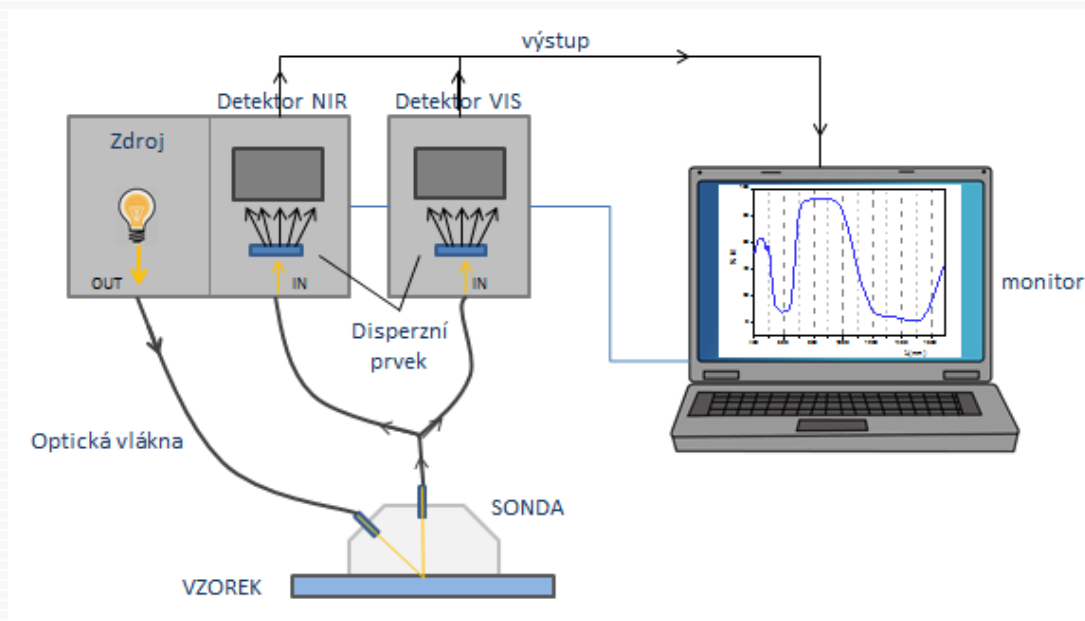 výstup
Detektor NIR
Detektor VIS
Zdroj
OUT
IN
IN
Disperzní
prvek
monitor
Optická vlákna
SONDA
VZOREK